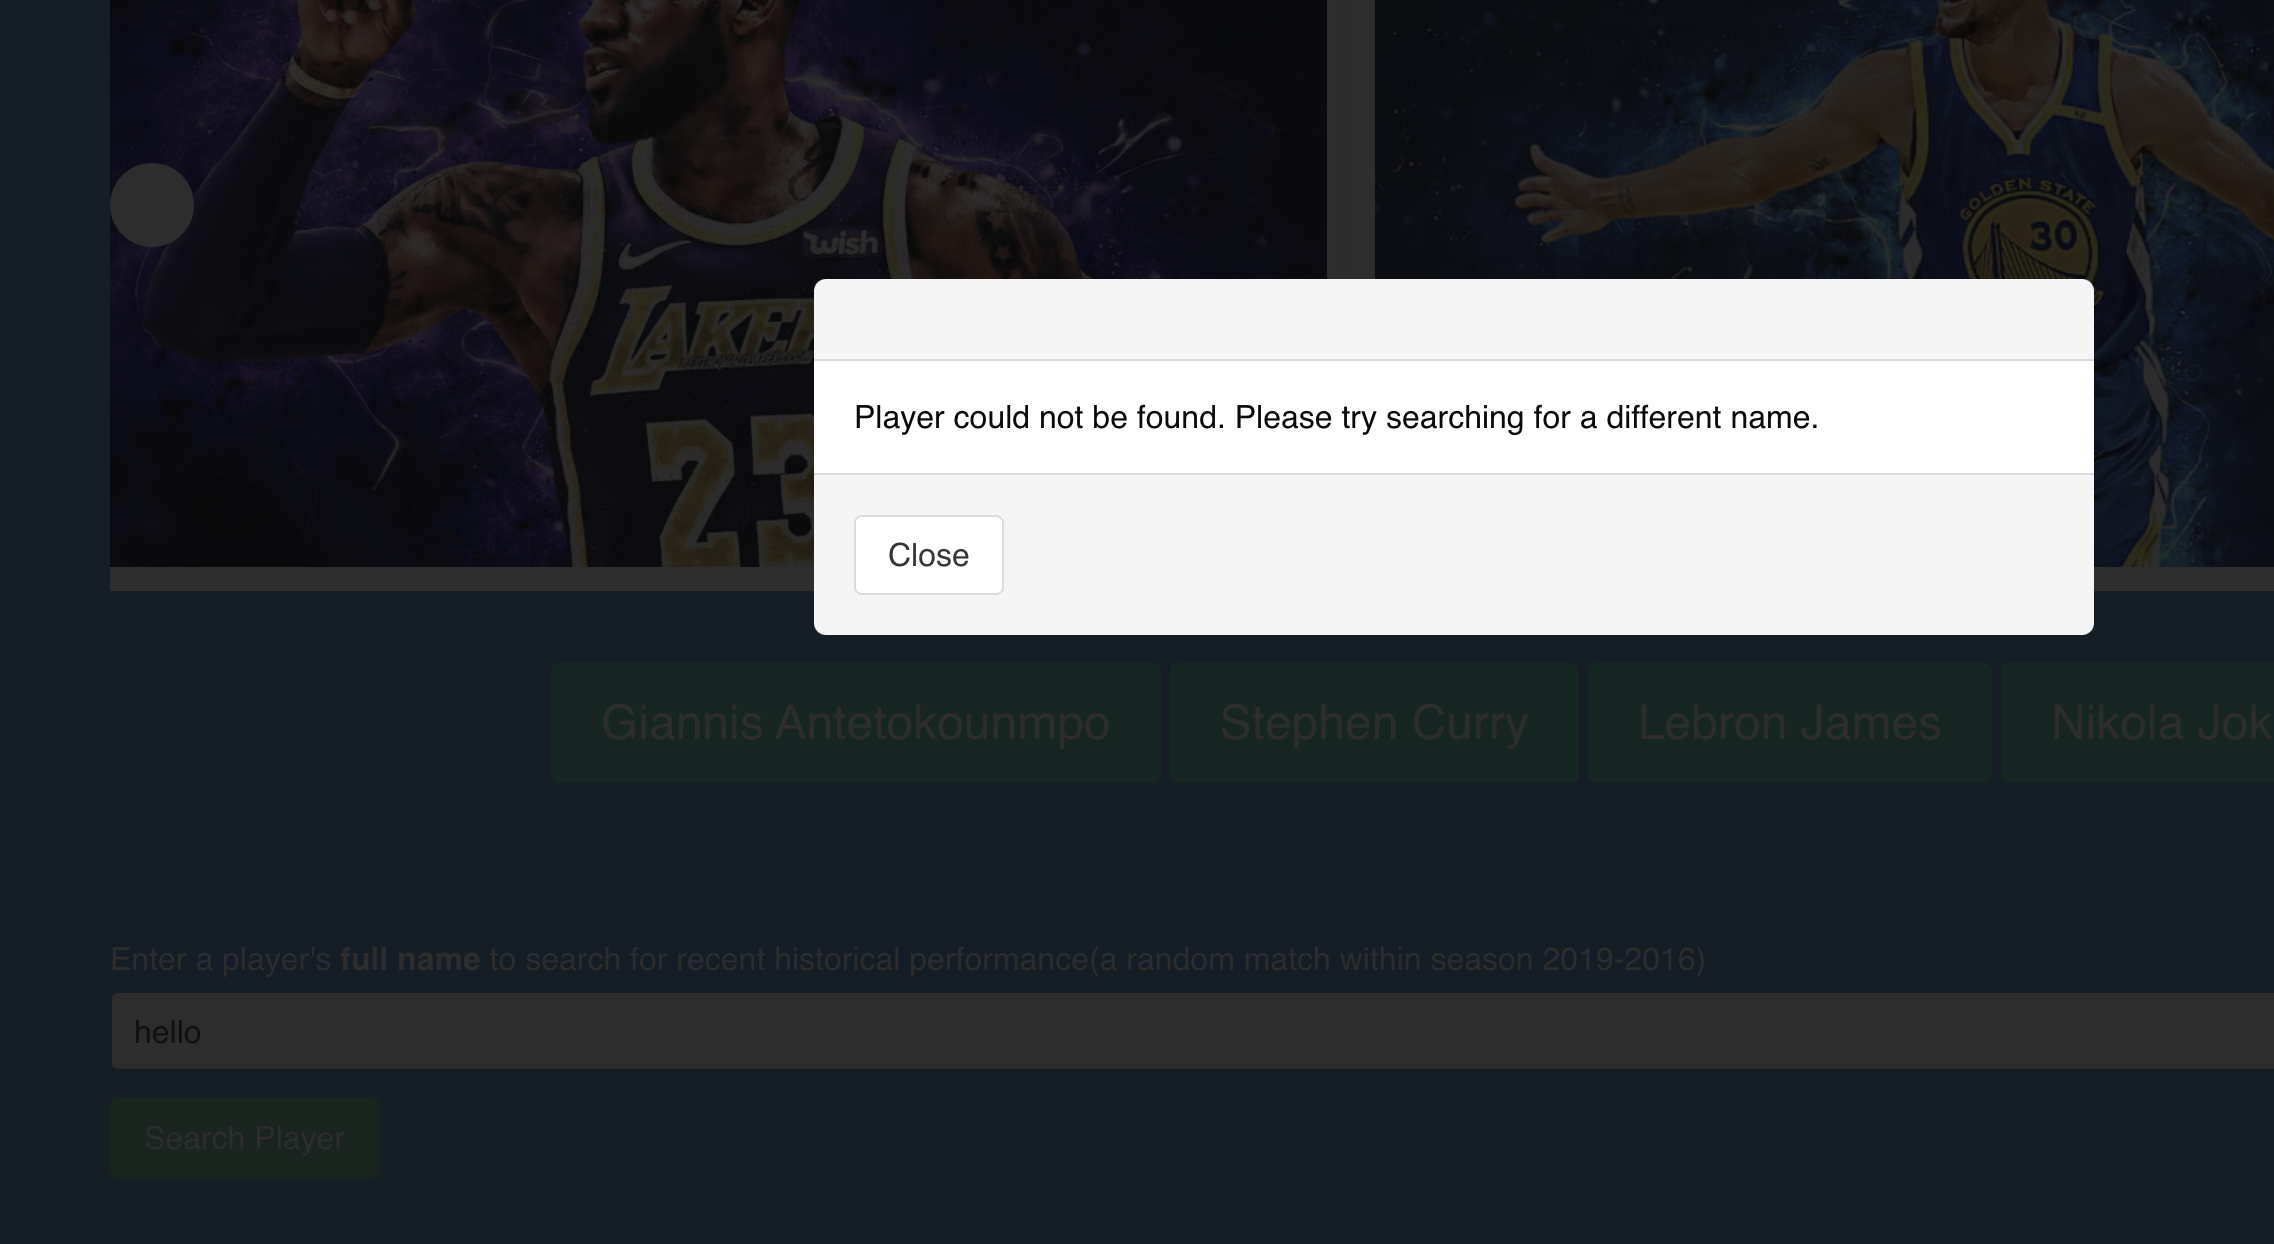 wish
LAKER
23
GOLDEN STATE
30
Player could not be found. Please try searching for a different name.
Close
Giannis Antetokounmpo
Stephen Curry
Lebron James
Nikola Jok
Enter a player's full name to search for recent historical performance(a random match within season 2019-2016)
hello
Search Player